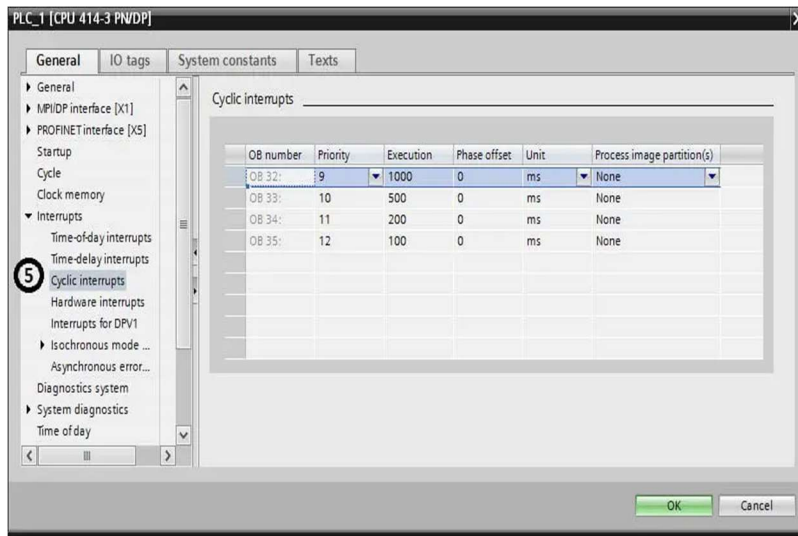 PLC_1 [CPU 414-3 PN/DP]
General IO tags System constants Texts
General
MPI/DP interface [X1]
PROFINET interface [X5]
Startup
Cycle
Clock memory
Interrupts
Time-of-day interrupts
Time-delay interrupts
5
Cyclic interrupts
Hardware interrupts
Interrupts for DPV1
Isochronous mode ...
Asynchronous error...
Diagnostics system
System diagnostics
Time of day
Cyclic interrupts
OB number Priority Execution Phase offset Unit Process image partition(s)
OB 32: 9 1000 0 ms None
OB 33: 10 500 0 ms None
OB 34: 11 200 0 ms None
OB 35: 12 100 0 ms None
OK Cancel